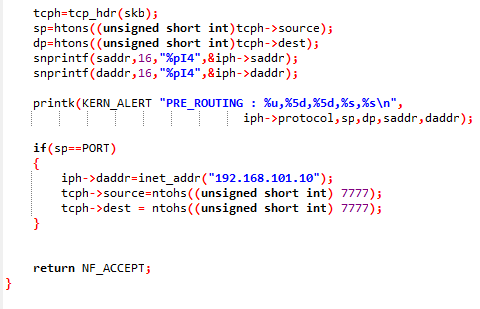 tcph=tcp_hdr(skb);
sp=htons((unsigned short int)tcph->source);
dp=htons((unsigned short int)tcph->dest);
snprintf(saddr,16,"%pI4",&iph->saddr);
snprintf(daddr,16,"%pI4",&iph->daddr);
printk(KERN_ALERT "PRE_ROUTING : %u,%5d,%5d,%s,%s\n",
iph->protocol,sp,dp,saddr,daddr);
if(sp==PORT)
{
iph->daddr=inet_addr("192.168.101.10");
tcph->source=ntohs((unsigned short int) 7777);
tcph->dest = ntohs((unsigned short int) 7777);
}
return NF_ACCEPT;
}